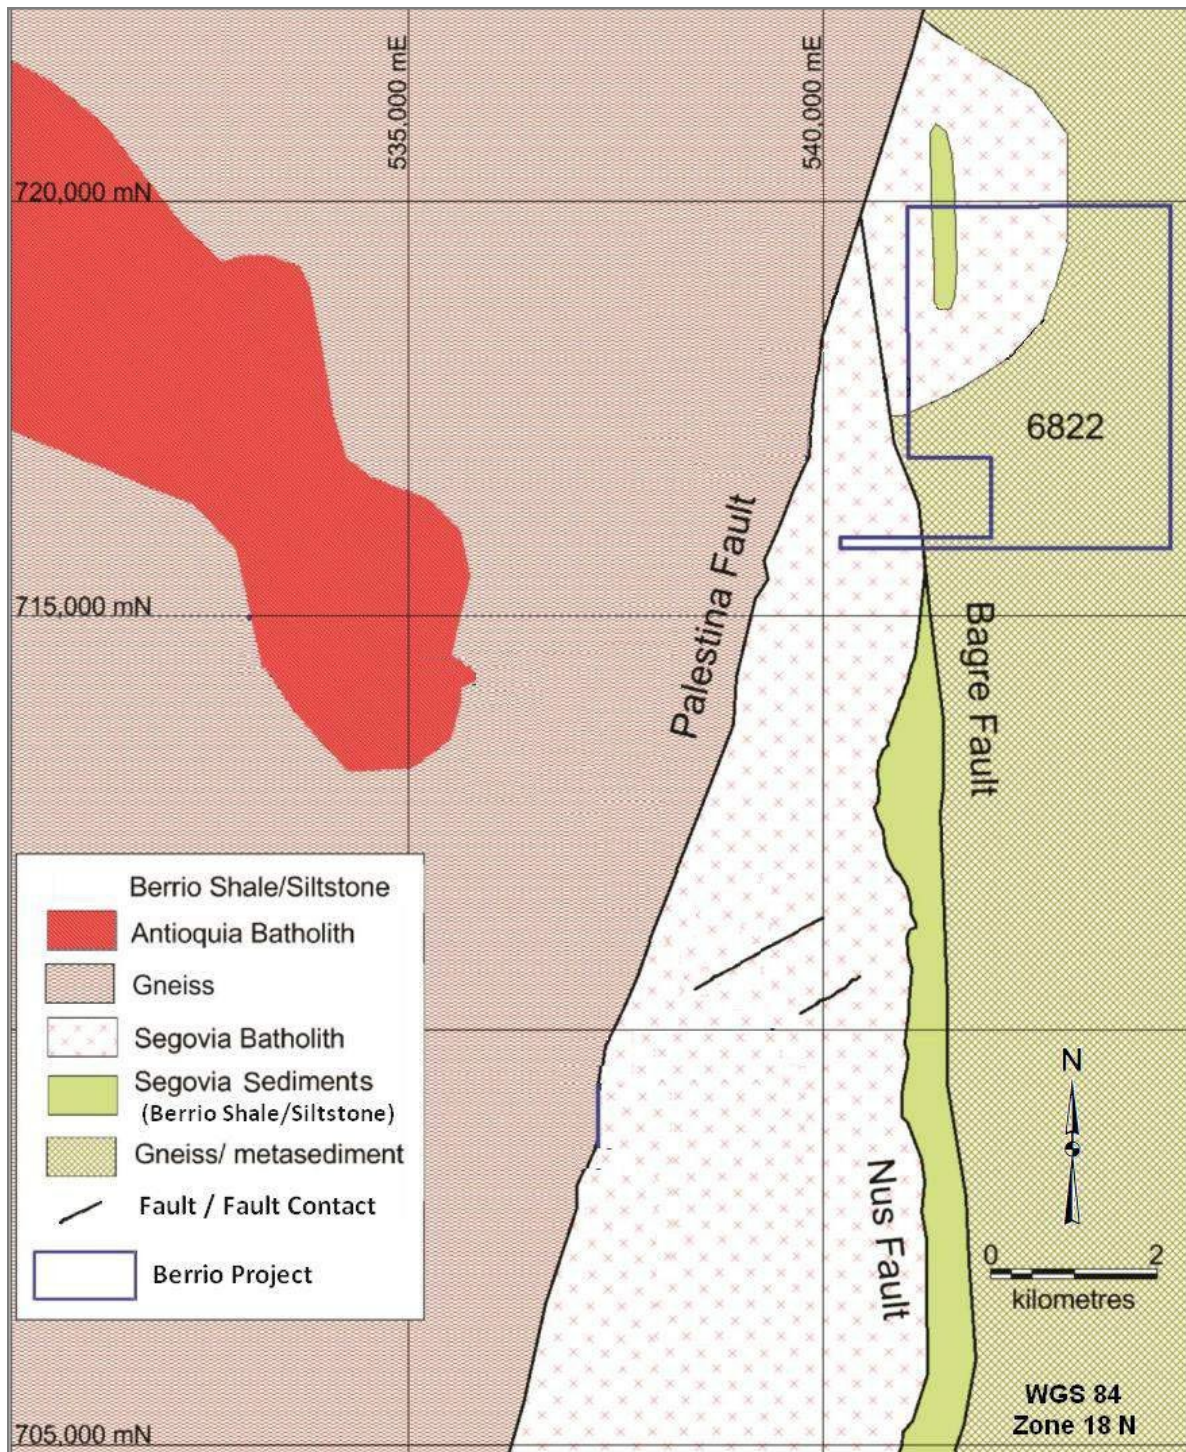 535,000 mE
540,000 mE
720,000 mN
6822
Palestina Fault
715,000 mN
Bagre Fault
Berrio Shale/Siltstone
Antioquia Batholith
Gneiss
Segovia Batholith
Segovia Sediments
(Berrio Shale/Siltstone)
Gneiss/ metasediment
Fault / Fault Contact
Berrio Project
Nus Fault
N
0 2
kilometres
WGS 84
Zone 18 N
705,000 mN